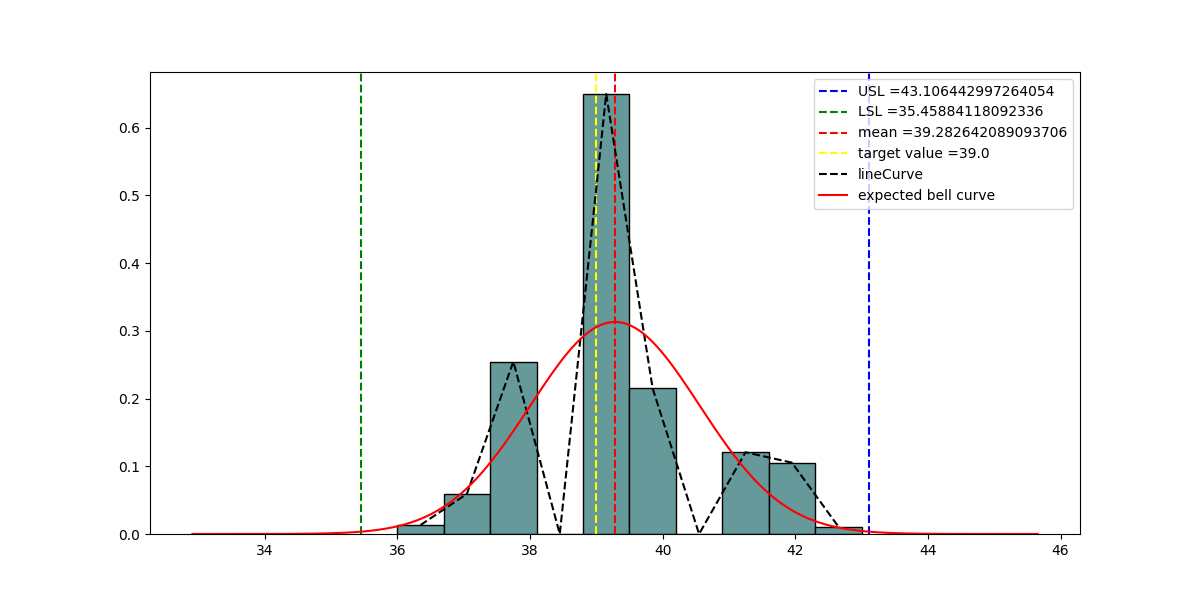 USL =43.106442997264054
LSL =35.45884118092336
mean =39.282642089093706
target value =39.0
lineCurve
expected bell curve
0.6
0.5
0.4
0.3
0.2
0.1
0.0
34 36 38 40 42 44 46